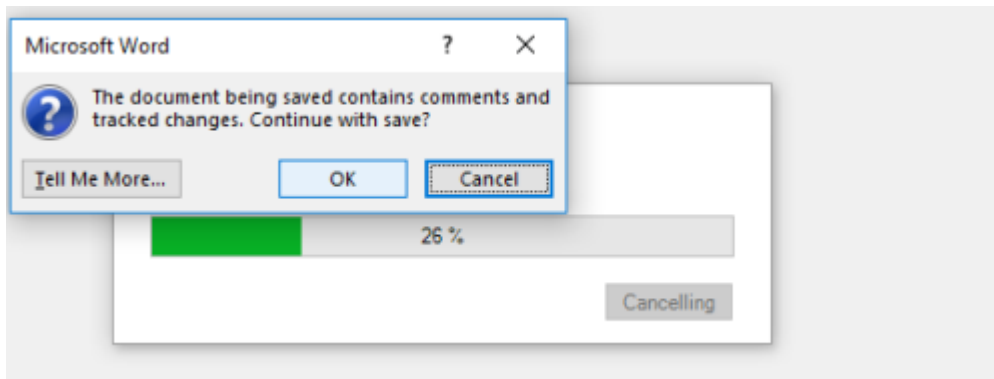 Microsoft Word
?
The document being saved contains comments and
tracked changes. Continue with save?
Tell Me More...
OK
Cancel
26 %
Cancelling